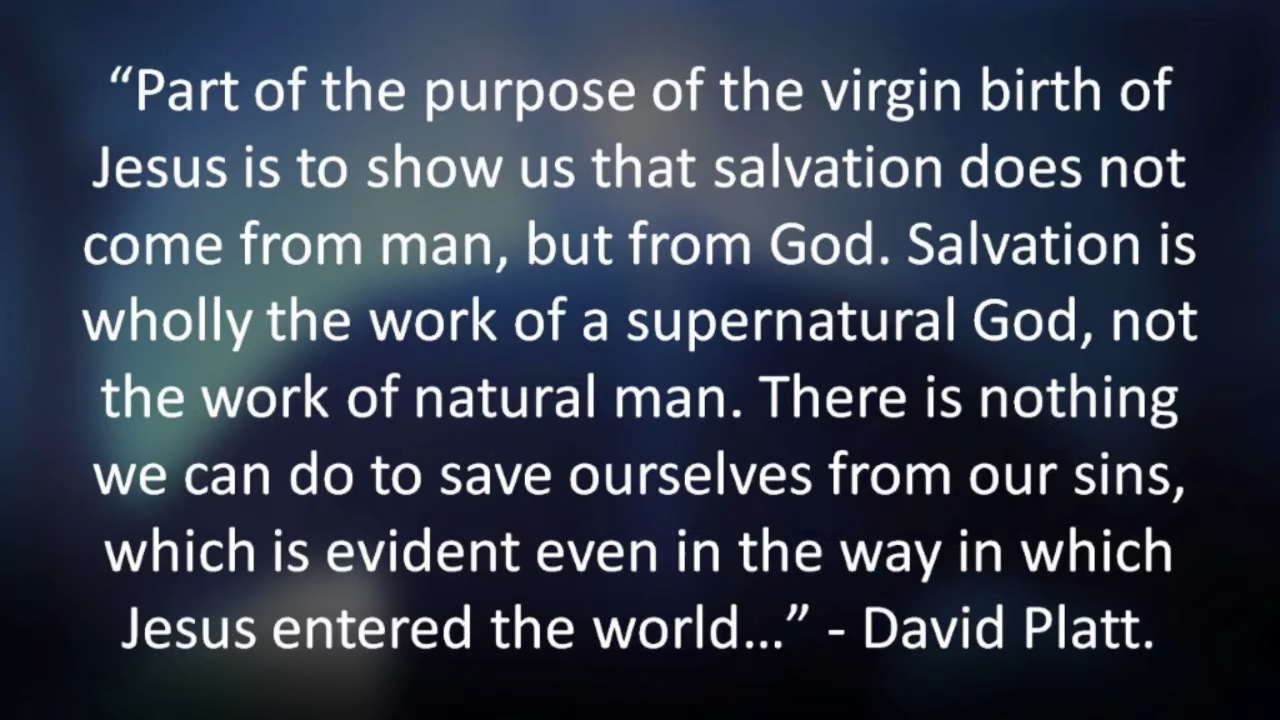 “Part of the purpose of the virgin birth of
Jesus is to show us that salvation does not
come from man, but from God. Salvation is
wholly the work of a supernatural God, not
the work of natural man. There is nothing
we can do to save ourselves from our sins,
which is evident even in the way in which
Jesus entered the world…” - David Platt.